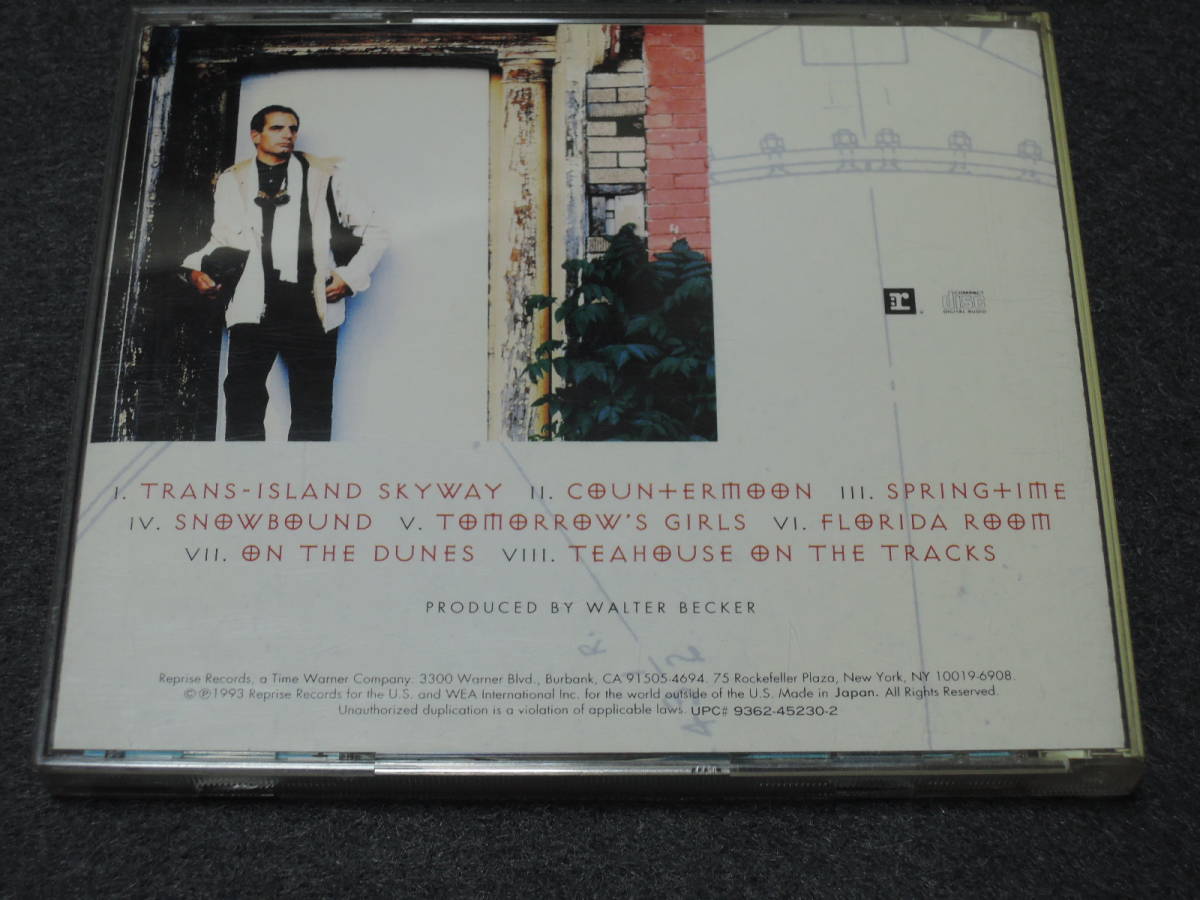 r
COMPACT
disc
DIGITAL AUDIO
I. TRANS-ISLAND SKYWAY II. COUNTERMOON III. SPRINGTIME
IV. SNOWBOUND V. TOMORROW'S GIRLS VI. FLORIDA ROOM
VII. ON THE DUNES VIII. TEAHOUSE ON THE TRACKS
PRODUCED BY WALTER BECKER
Reprise Records, a Time Warner Company. 3300 Warner Blvd., Burbank, CA 91505-4694. 75 Rockefeller Plaza, New York, NY 10019-6908.
©℗1993 Reprise Records for the U.S. and WEA International Inc. for the world outside of the U.S. Made in Japan. All Rights Reserved.
Unauthorized duplication is a violation of applicable laws. UPC# 9362-45230-2